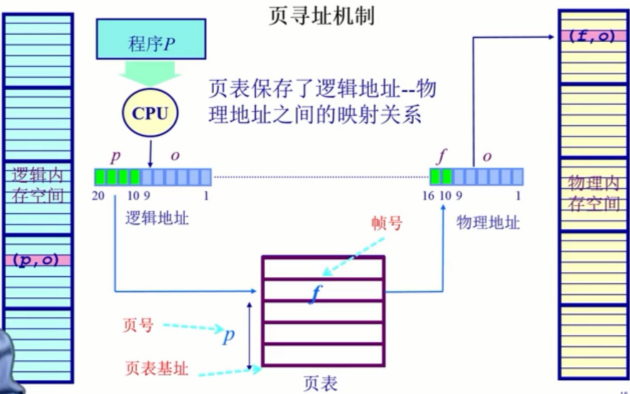 页寻址机制
程序P
CPU
页表保存了逻辑地址--物
理地址之间的映射关系
(f,o)
p o
f o
逻辑内
存空间
20 10 9 1
16 10 9 1
物理内
存空间
逻辑地址
物理地址
帧号
(p,o)
f
页号
p
页表基址
页表